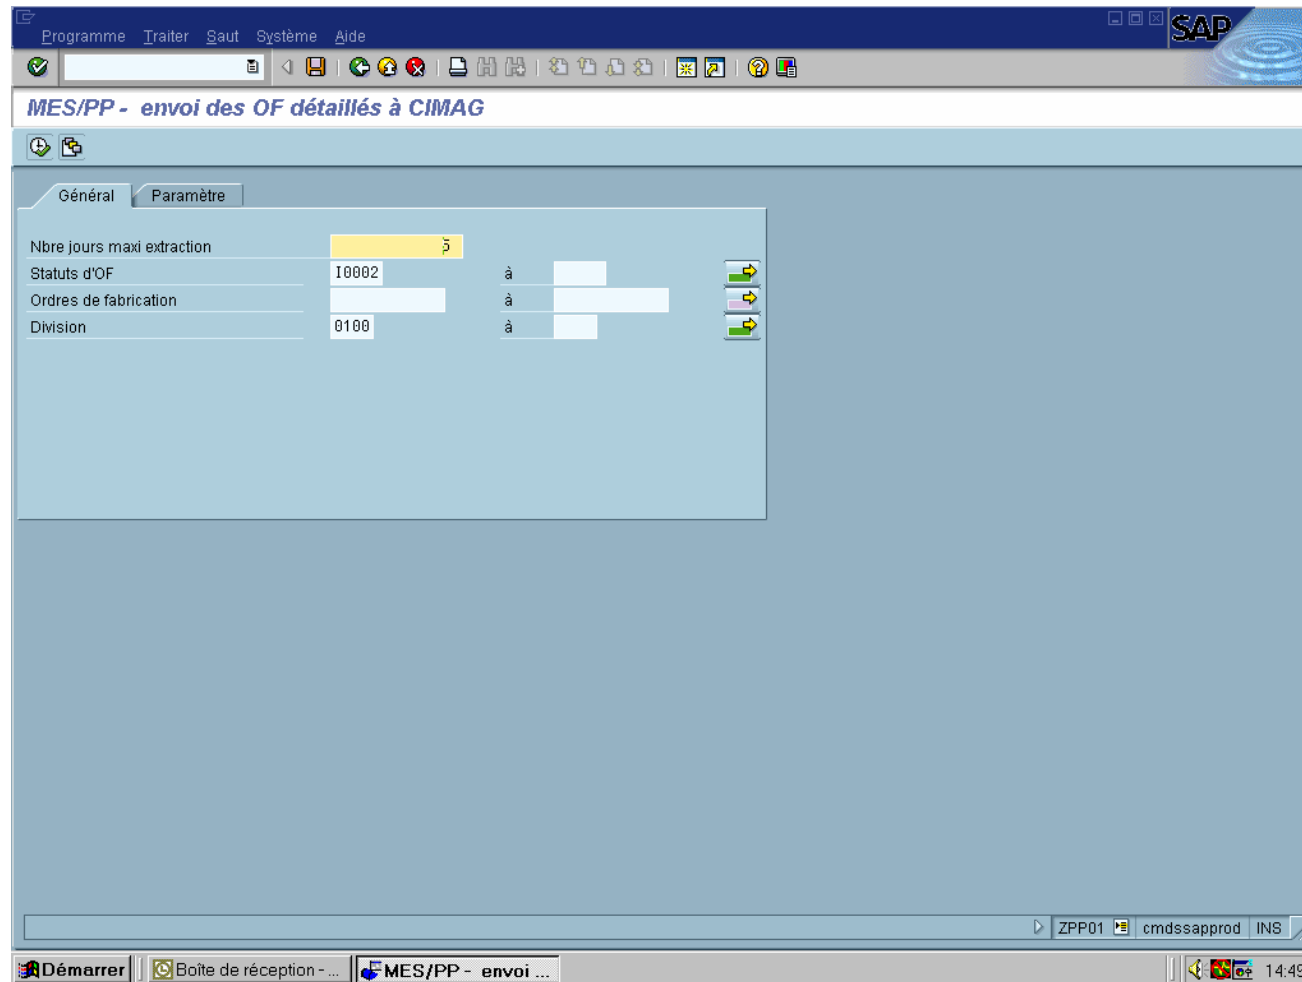 Programme Traiter Saut Système Aide
SAP
MES/PP - envoi des OF détaillés à CIMAG
Général Paramètre
Nbre jours maxi extraction 5
Statuts d'OF I0002 à
Ordres de fabrication à
Division 0100 à
ZPP01 cmdssapprod INS
Démarrer Boîte de réception - ... MES/PP - envoi ... 14:49